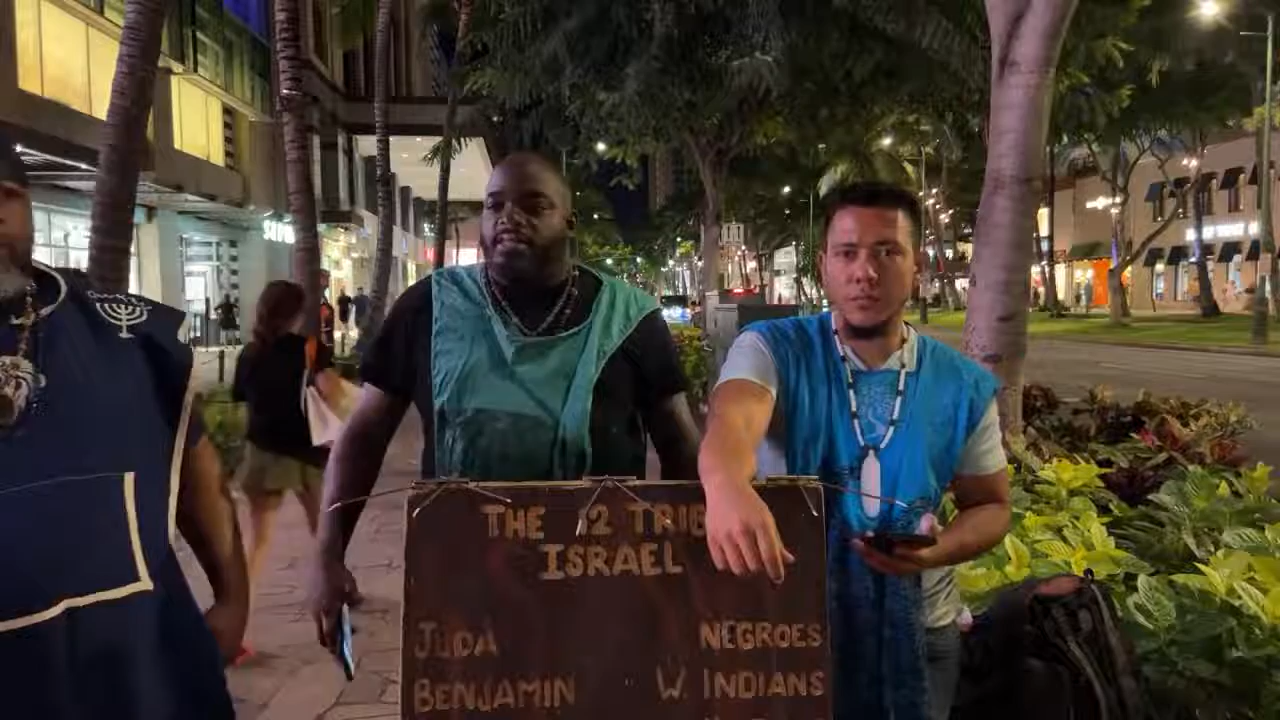 THE 12 TRIB
ISRAEL
JUDA NEGROES
BENJAMIN W. INDIANS